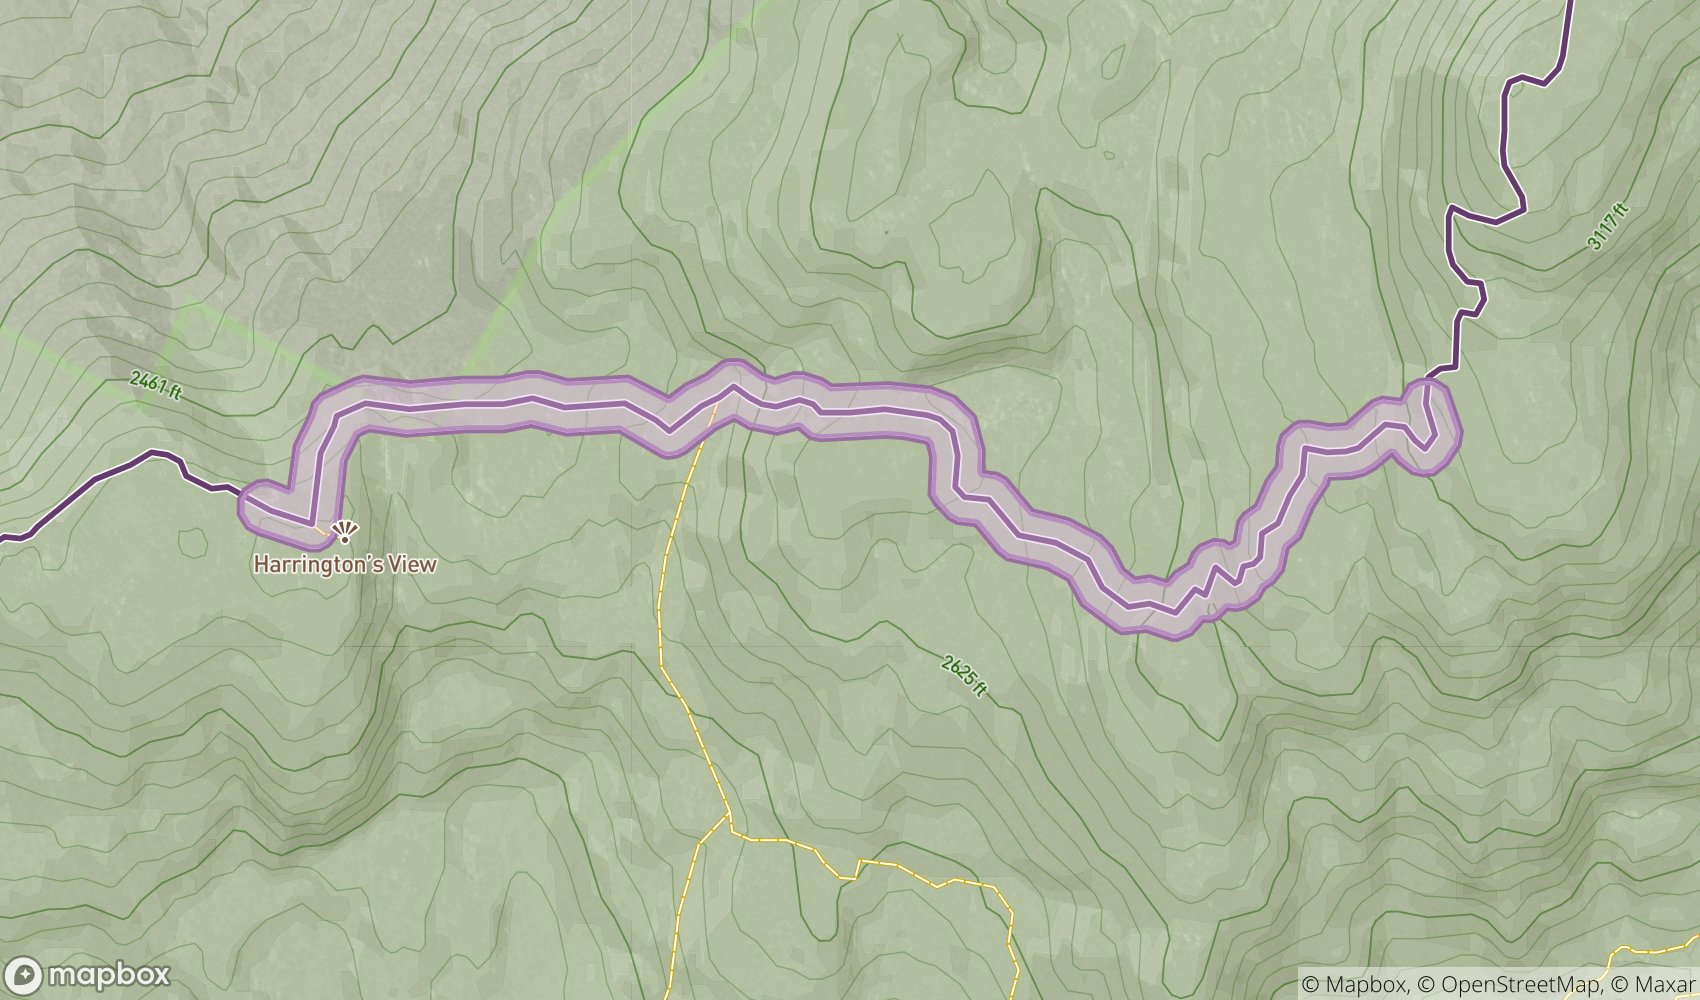 3117 ft
2461 ft
Harrington's View
2625 ft
mapbox
© Mapbox, © OpenStreetMap, © Maxar